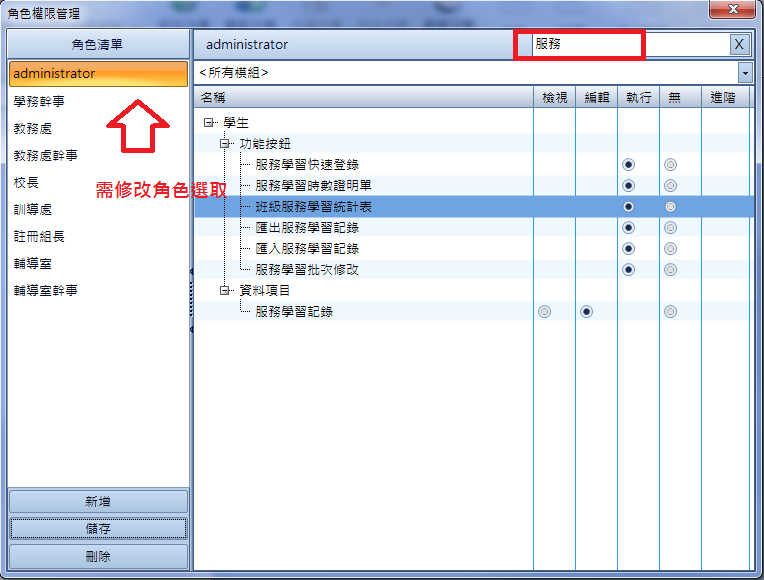 角色權限管理
角色清單
administrator
服務
X
administrator
學務幹事
教務處
教務處幹事
校長
訓導處
註冊組長
輔導室
輔導室幹事
需修改角色選取
<所有模組>
名稱 檢視 編輯 執行 無 進階
學生
功能按鈕
服務學習快速登錄
服務學習時數證明單
班級服務學習統計表
匯出服務學習記錄
匯入服務學習記錄
服務學習批次修改
資料項目
服務學習記錄
新增
儲存
刪除